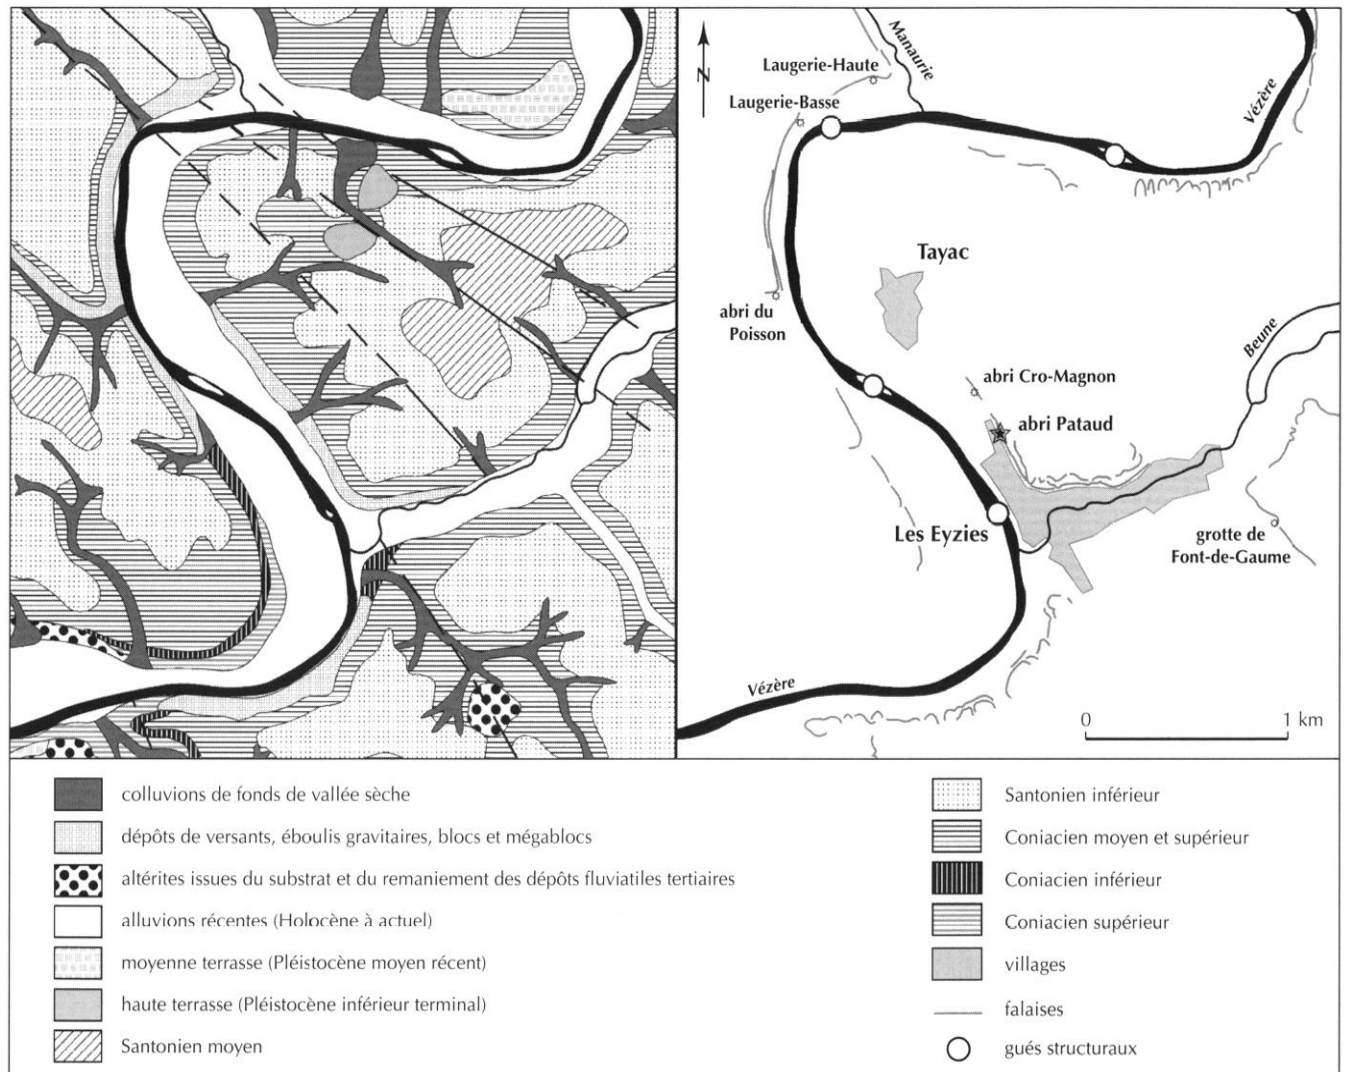 N
Manaurie
Laugerie-Haute
Laugerie-Basse
Vézère
Tayac
abri du
Poisson
Beune
abri Cro-Magnon
abri Pataud
Les Eyzies
grotte de
Font-de-Gaume
Vézère
0 1 km
colluvions de fonds de vallée sèche
dépôts de versants, éboulis gravitaires, blocs et mégablocs
altérites issues du substrat et du remaniement des dépôts fluviatiles tertiaires
alluvions récentes (Holocène à actuel)
moyenne terrasse (Pléistocène moyen récent)
haute terrasse (Pléistocène inférieur terminal)
Santonien moyen
Santonien inférieur
Coniacien moyen et supérieur
Coniacien inférieur
Coniacien supérieur
villages
falaises
gués structuraux